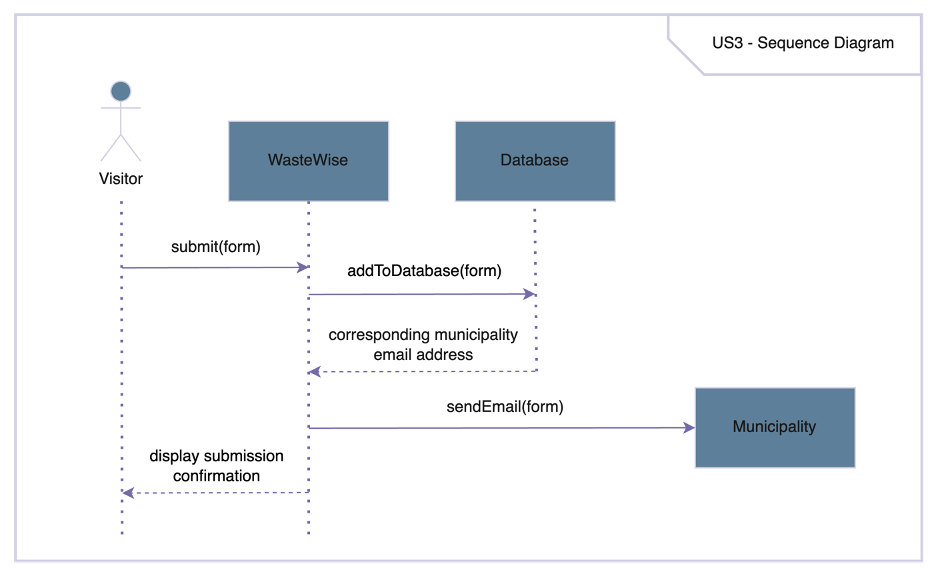 US3 - Sequence Diagram
WasteWise
Database
Visitor
submit(form)
addToDatabase(form)
corresponding municipality
email address
sendEmail(form)
Municipality
display submission
confirmation